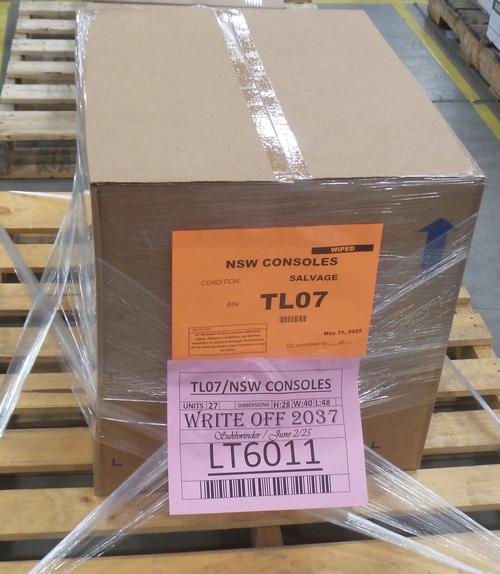 WIPED
NSW CONSOLES
CONDITION: SALVAGE
BIN: TL07
May 31, 2025
QC completed by
TL07/NSW CONSOLES
UNITS 27 DIMENSIONS H:28 W:40 L:48
WRITE OFF 2037
Sukhwinder / June 2/25
LT6011
L
L